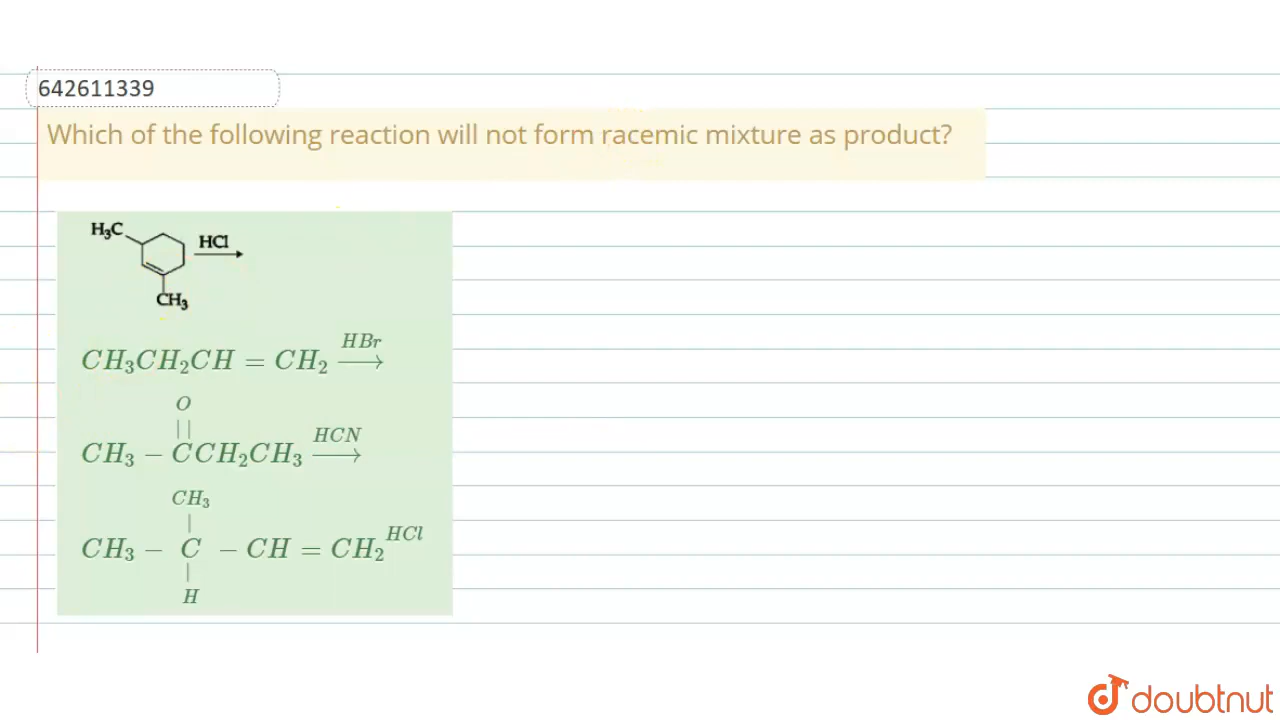 642611339
Which of the following reaction will not form racemic mixture as product?
H₃C
HCl
CH₃
HBr
CH₃CH₂CH = CH₂ ⟶
O
||
HCN
CH₃ − CCH₂CH₃ ⟶
CH₃
|
HCl
CH₃ − C − CH = CH₂
|
H
doubtnut